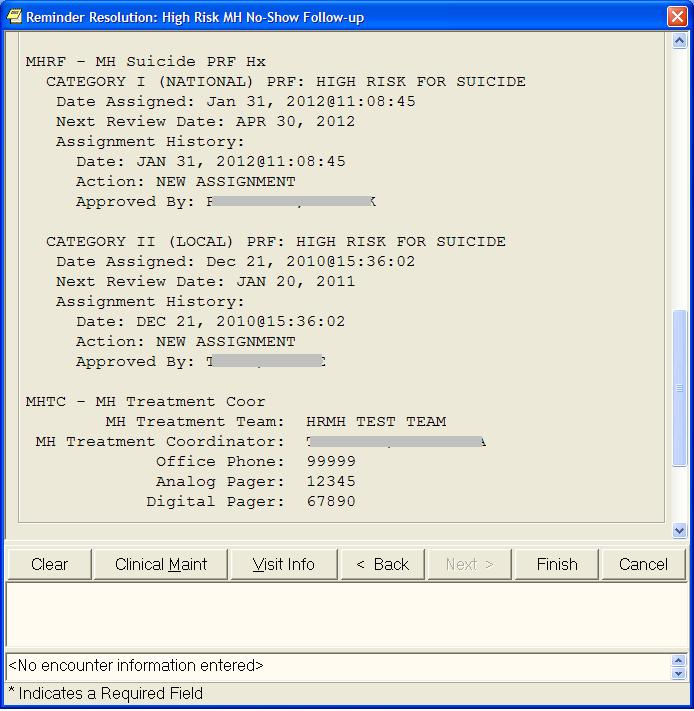 Reminder Resolution: High Risk MH No-Show Follow-up
MHRF - MH Suicide PRF Hx
CATEGORY I (NATIONAL) PRF: HIGH RISK FOR SUICIDE
Date Assigned: Jan 31, 2012@11:08:45
Next Review Date: APR 30, 2012
Assignment History:
Date: JAN 31, 2012@11:08:45
Action: NEW ASSIGNMENT
Approved By:
CATEGORY II (LOCAL) PRF: HIGH RISK FOR SUICIDE
Date Assigned: Dec 21, 2010@15:36:02
Next Review Date: JAN 20, 2011
Assignment History:
Date: DEC 21, 2010@15:36:02
Action: NEW ASSIGNMENT
Approved By:
MHTC - MH Treatment Coor
MH Treatment Team: HRMH TEST TEAM
MH Treatment Coordinator:
Office Phone: 99999
Analog Pager: 12345
Digital Pager: 67890
Clear Clinical Maint Visit Info < Back Next > Finish Cancel
<No encounter information entered>
* Indicates a Required Field